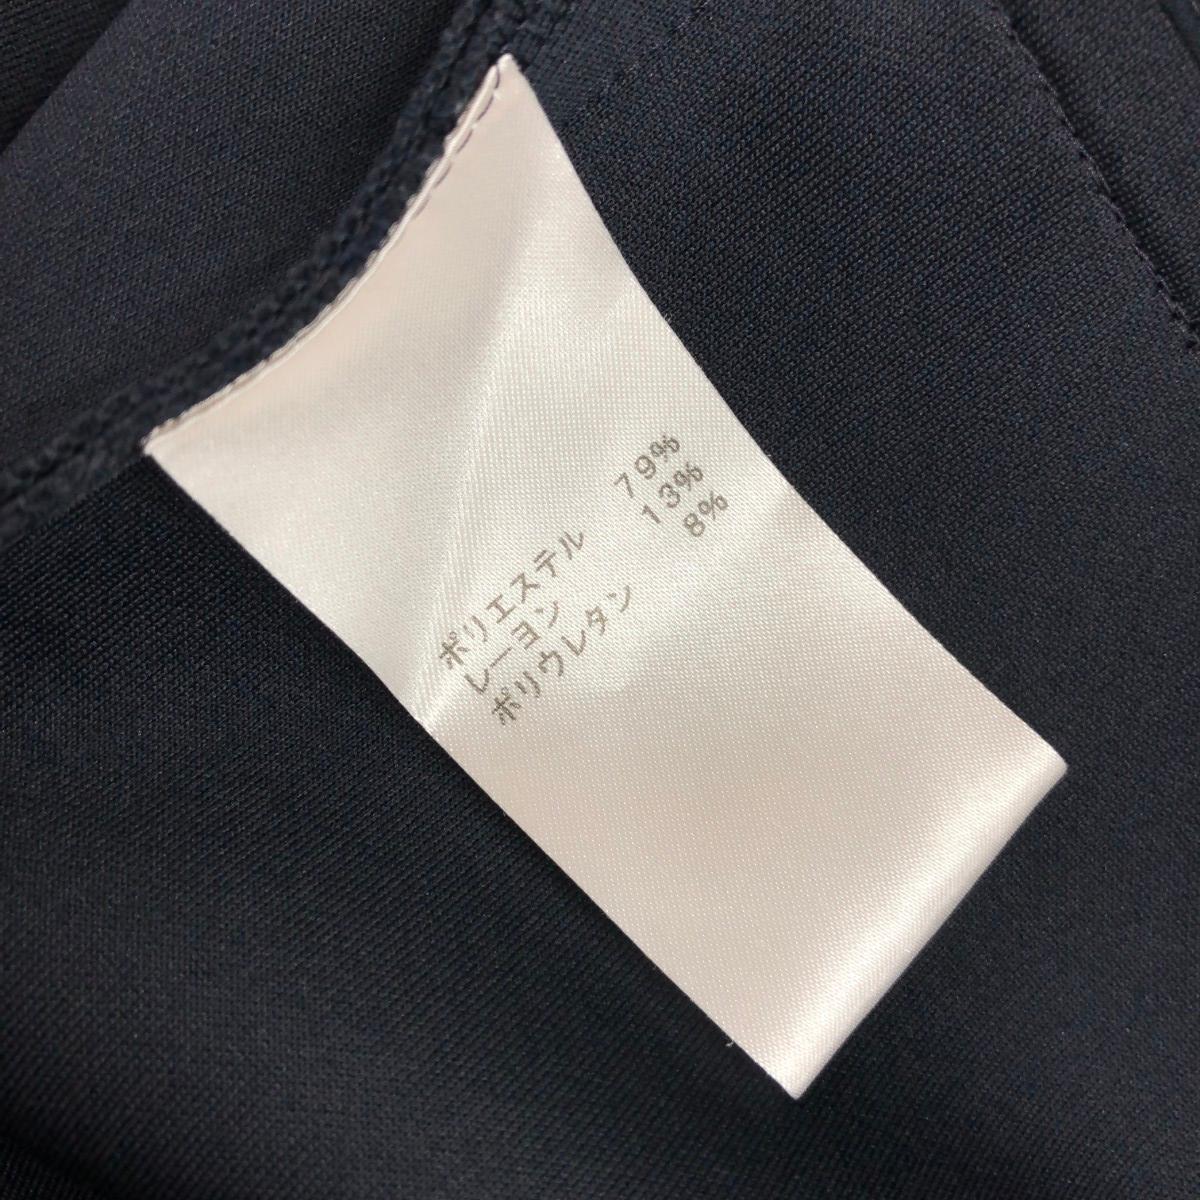 ポリエステル 79%
レーヨン 13%
ポリウレタン 8%